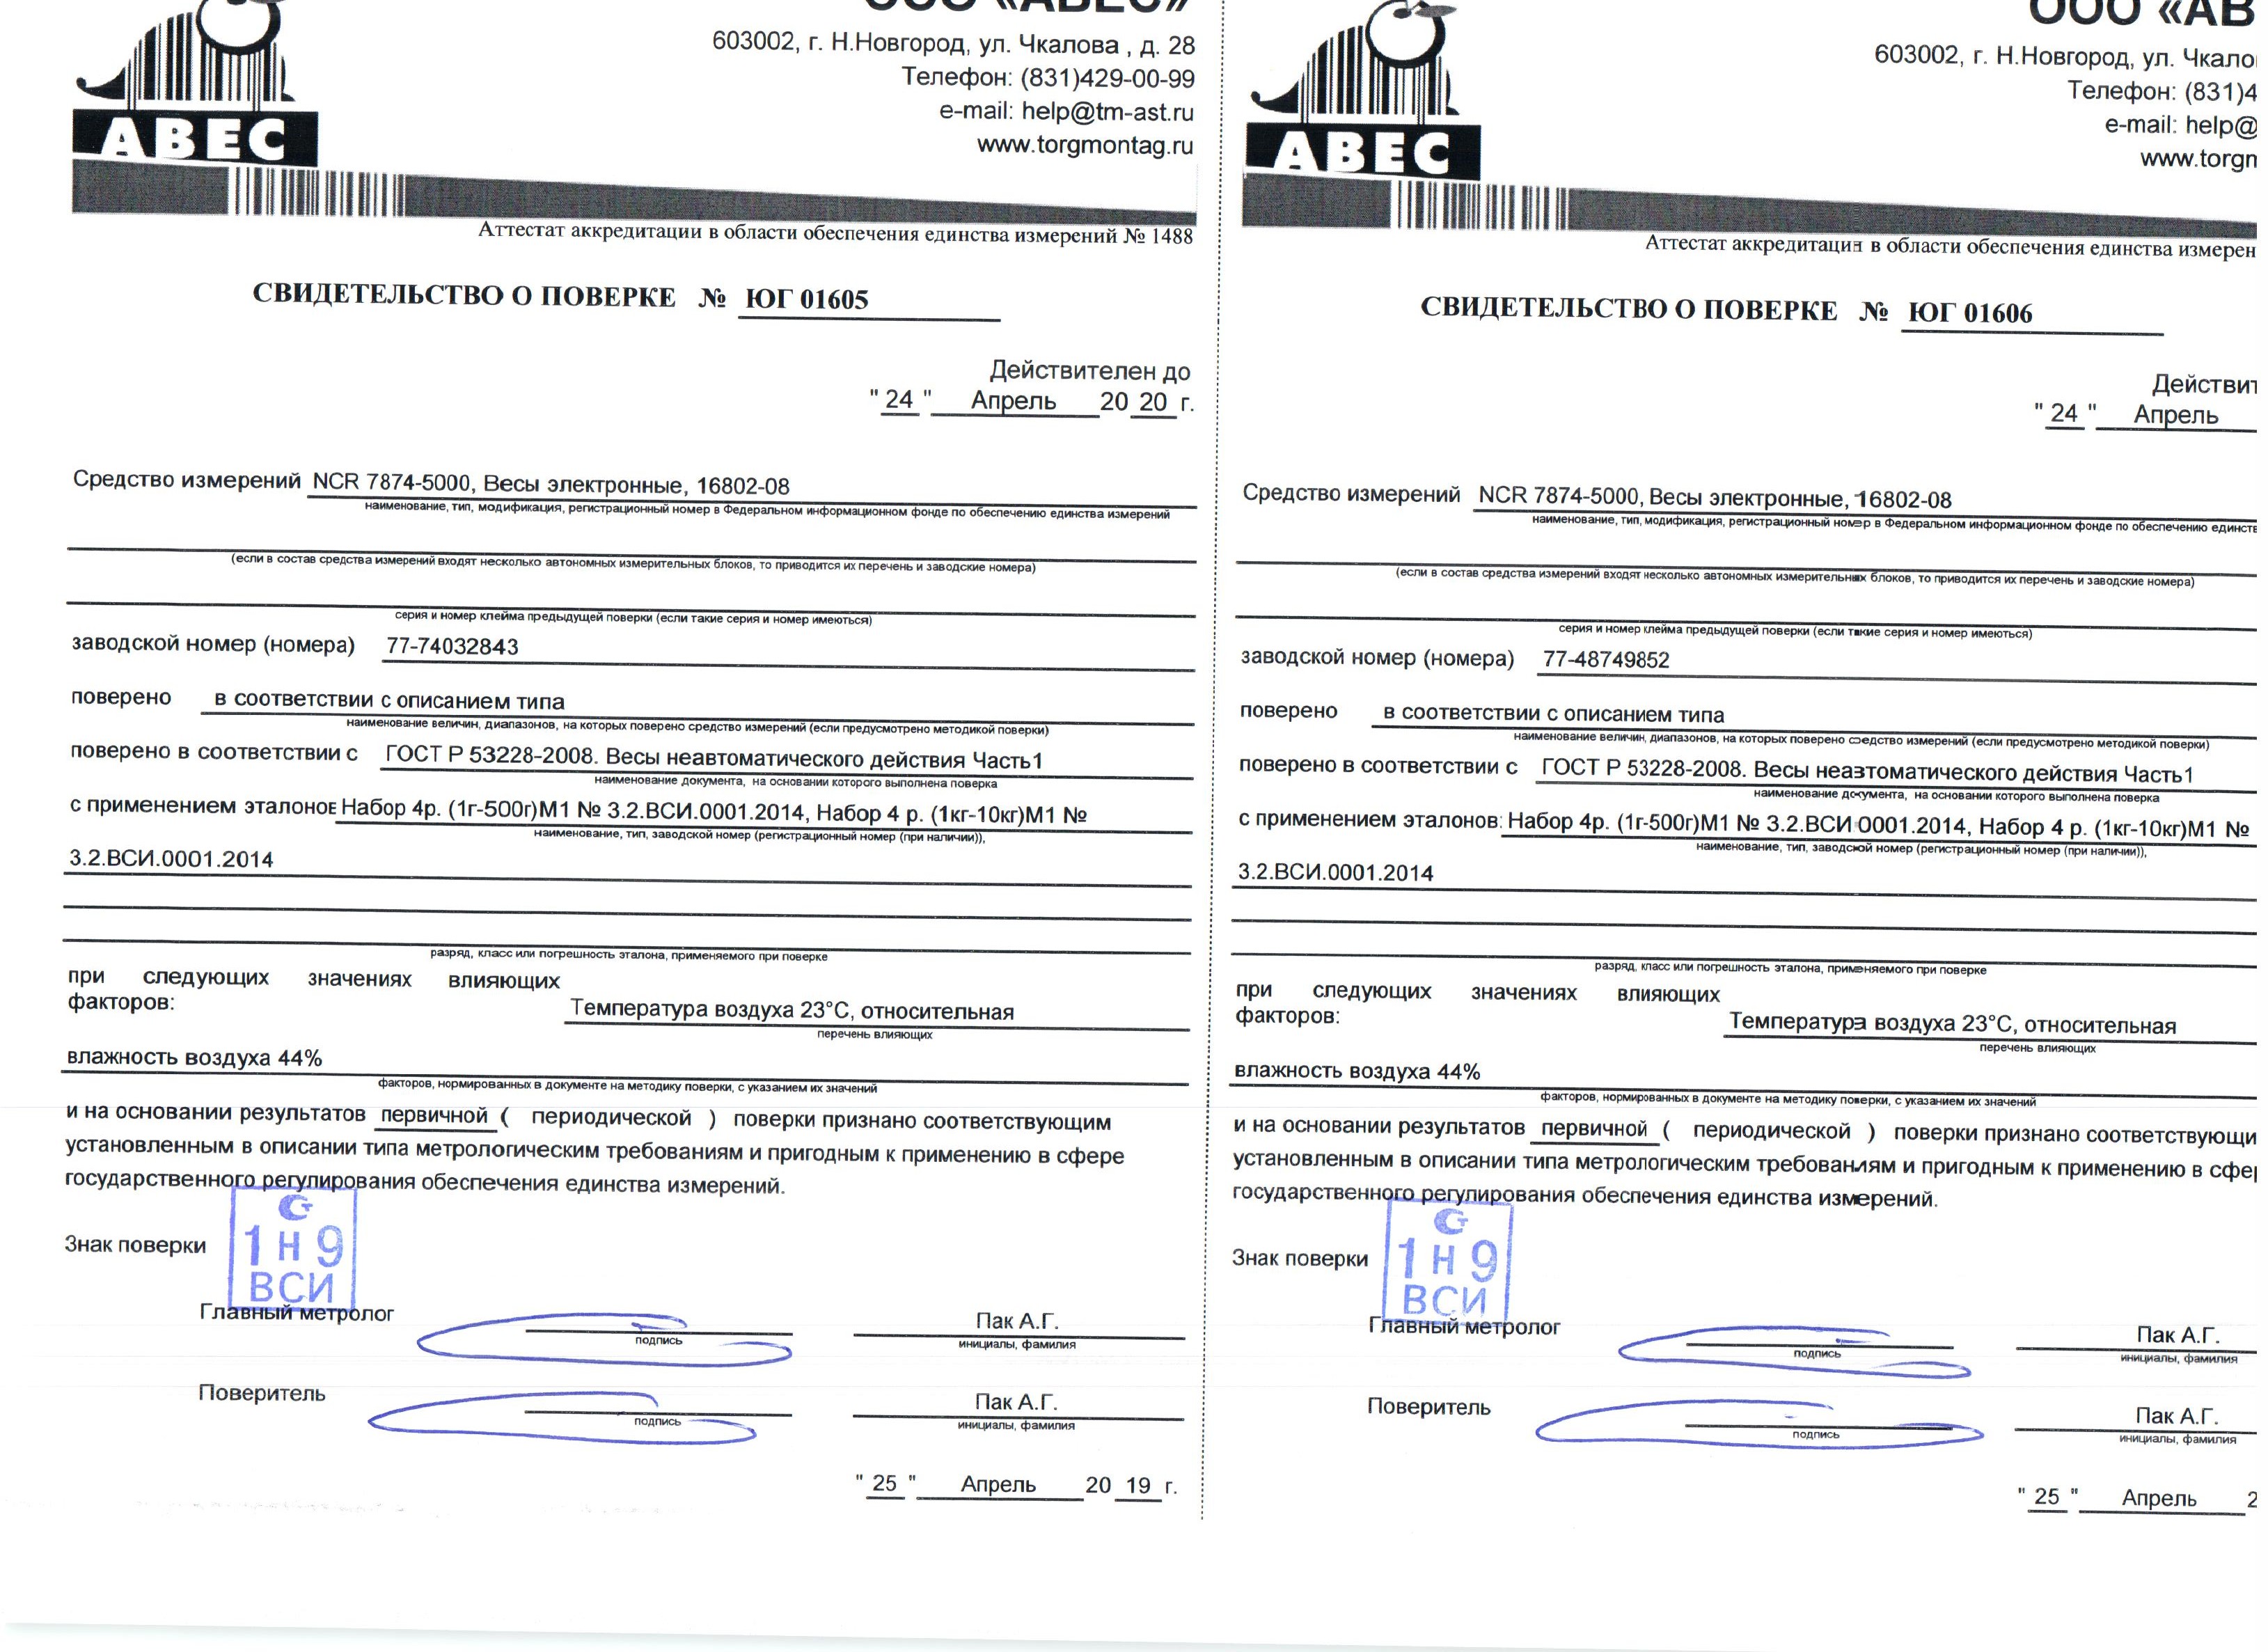 ООО «АВЕС»
603002, г. Н.Новгород, ул. Чкалова , д. 28
Телефон: (831)429-00-99
e-mail: help@tm-ast.ru
www.torgmontag.ru
АВЕС
Аттестат аккредитации в области обеспечения единства измерений № 1488
СВИДЕТЕЛЬСТВО О ПОВЕРКЕ № ЮГ 01605
Действителен до
" 24 " Апрель 20 20 г.
Средство измерений NCR 7874-5000, Весы электронные, 16802-08
наименование, тип, модификация, регистрационный номер в Федеральном информационном фонде по обеспечению единства измерений
(если в состав средства измерений входят несколько автономных измерительных блоков, то приводится их перечень и заводские номера)
серия и номер клейма предыдущей поверки (если такие серия и номер имеються)
заводской номер (номера) 77-74032843
поверено в соответствии с описанием типа
наименование величин, диапазонов, на которых поверено средство измерений (если предусмотрено методикой поверки)
поверено в соответствии с ГОСТ Р 53228-2008. Весы неавтоматического действия Часть1
наименование документа, на основании которого выполнена поверка
с применением эталонов Набор 4р. (1г-500г)М1 № 3.2.ВСИ.0001.2014, Набор 4 р. (1кг-10кг)М1 №
наименование, тип, заводской номер (регистрационный номер (при наличии)),
3.2.ВСИ.0001.2014
разряд, класс или погрешность эталона, применяемого при поверке
при следующих значениях влияющих
факторов: Температура воздуха 23°С, относительная
перечень влияющих
влажность воздуха 44%
факторов, нормированных в документе на методику поверки, с указанием их значений
и на основании результатов первичной ( периодической ) поверки признано соответствующим
установленным в описании типа метрологическим требованиям и пригодным к применению в сфере
государственного регулирования обеспечения единства измерений.
Знак поверки
1 Н 9
ВСИ
Главный метролог Пак А.Г.
подпись инициалы, фамилия
Поверитель Пак А.Г.
подпись инициалы, фамилия
" 25 " Апрель 20 19 г.
ООО «АВ
603002, г. Н.Новгород, ул. Чкало
Телефон: (831)4
e-mail: help@
www.torgm
АВЕС
Аттестат аккредитации в области обеспечения единства измерен
СВИДЕТЕЛЬСТВО О ПОВЕРКЕ № ЮГ 01606
Действит
" 24 " Апрель
Средство измерений NCR 7874-5000, Весы электронные, 16802-08
наименование, тип, модификация, регистрационный номер в Федеральном информационном фонде по обеспечению единств
(если в состав средства измерений входят несколько автономных измерительных блоков, то приводится их перечень и заводские номера)
серия и номер клейма предыдущей поверки (если такие серия и номер имеються)
заводской номер (номера) 77-48749852
поверено в соответствии с описанием типа
наименование величин, диапазонов, на которых поверено средство измерений (если предусмотрено методикой поверки)
поверено в соответствии с ГОСТ Р 53228-2008. Весы неавтоматического действия Часть1
наименование документа, на основании которого выполнена поверка
с применением эталонов: Набор 4р. (1г-500г)М1 № 3.2.ВСИ.0001.2014, Набор 4 р. (1кг-10кг)М1 №
наименование, тип, заводской номер (регистрационный номер (при наличии)),
3.2.ВСИ.0001.2014
разряд, класс или погрешность эталона, применяемого при поверке
при следующих значениях влияющих
факторов: Температура воздуха 23°С, относительная
перечень влияющих
влажность воздуха 44%
факторов, нормированных в документе на методику поверки, с указанием их значений
и на основании результатов первичной ( периодической ) поверки признано соответствующи
установленным в описании типа метрологическим требованиям и пригодным к применению в сфер
государственного регулирования обеспечения единства измерений.
Знак поверки
1 Н 9
ВСИ
Главный метролог Пак А.Г.
подпись инициалы, фамилия
Поверитель Пак А.Г.
подпись инициалы, фамилия
" 25 " Апрель 2